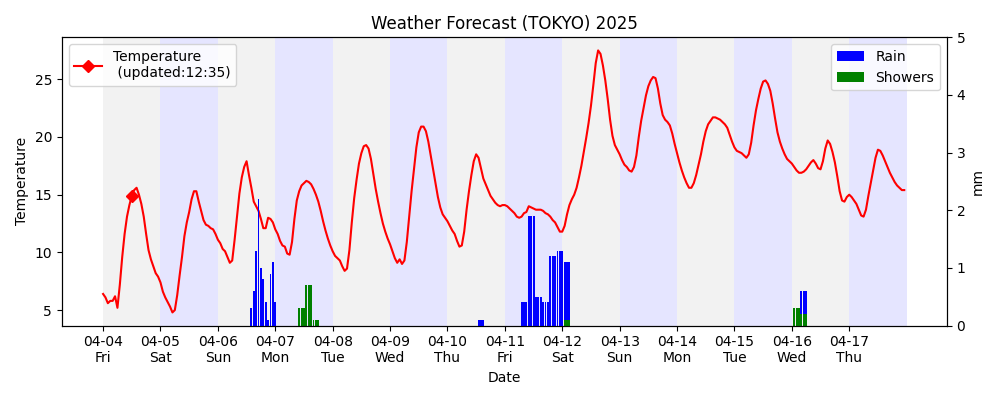 Weather Forecast (TOKYO) 2025
Temperature
(updated:12:35)
Rain
Showers
Temperature
25
20
15
10
5
5
4
3
2
1
0
mm
04-04 04-05 04-06 04-07 04-08 04-09 04-10 04-11 04-12 04-13 04-14 04-15 04-16 04-17
Fri Sat Sun Mon Tue Wed Thu Fri Sat Sun Mon Tue Wed Thu
Date